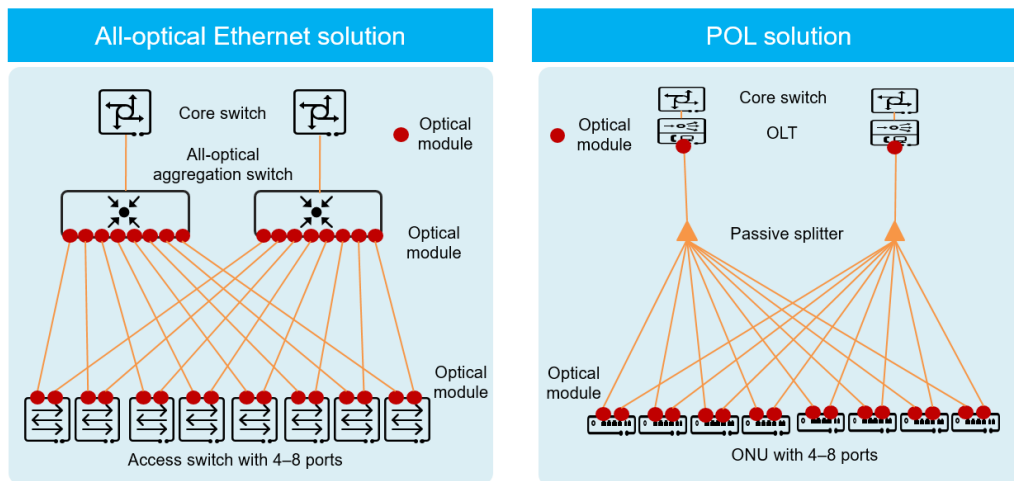 All-optical Ethernet solution
Core switch
Optical
module
All-optical
aggregation switch
Optical
module
Optical
module
Access switch with 4–8 ports
POL solution
Core switch
Optical
module
OLT
Passive splitter
Optical
module
ONU with 4–8 ports